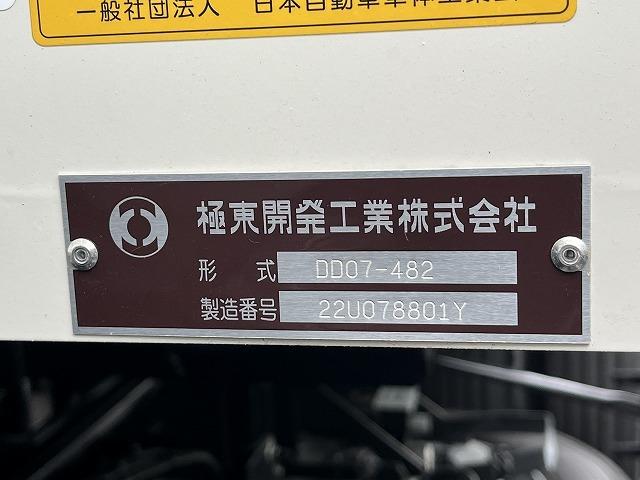 一般社団法人 日本自動車車体工業会
極東開発工業株式会社
形式 DD07-482
製造番号 22U078801Y